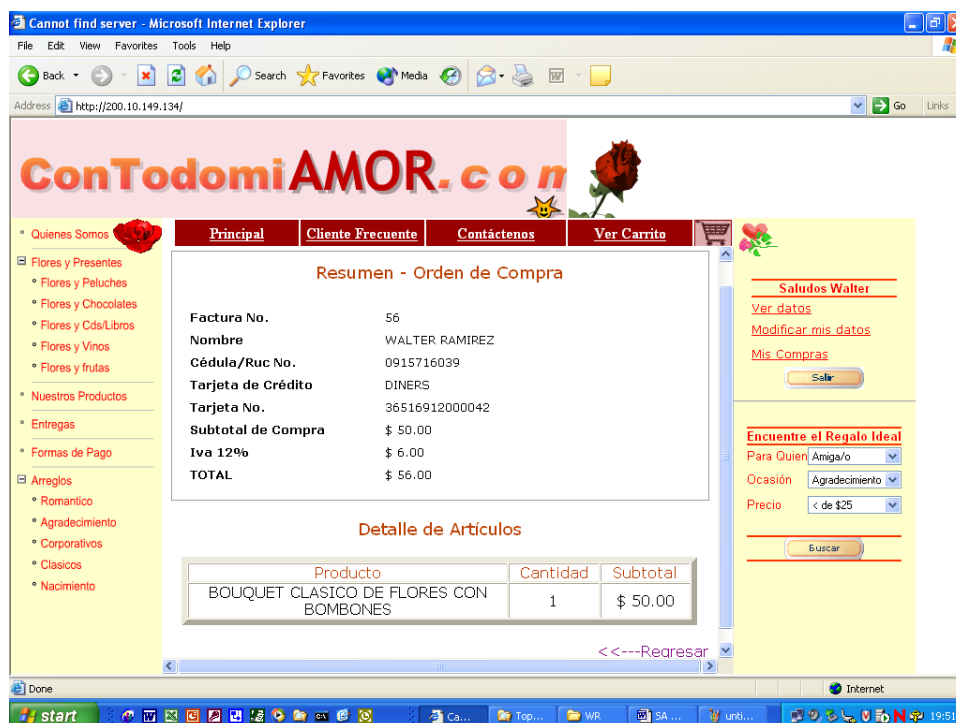 Cannot find server - Microsoft Internet Explorer
File Edit View Favorites Tools Help
Back Search Favorites Media
Address http://200.10.149.134/ Go Links
ConTodomiAMOR.com
Principal Cliente Frecuente Contáctenos Ver Carrito
Quienes Somos
Flores y Presentes
Flores y Peluches
Flores y Chocolates
Flores y Cds/Libros
Flores y Vinos
Flores y frutas
Nuestros Productos
Entregas
Formas de Pago
Arreglos
Romantico
Agradecimiento
Corporativos
Clasicos
Nacimiento
Resumen - Orden de Compra
Factura No. 56
Nombre WALTER RAMIREZ
Cédula/Ruc No. 0915716039
Tarjeta de Crédito DINERS
Tarjeta No. 36516912000042
Subtotal de Compra $ 50.00
Iva 12% $ 6.00
TOTAL $ 56.00
Detalle de Artículos
Producto Cantidad Subtotal
BOUQUET CLASICO DE FLORES CON
BOMBONES 1 $ 50.00
<<---Regresar
Saludos Walter
Ver datos
Modificar mis datos
Mis Compras
Salir
Encuentre el Regalo Ideal
Para Quien Amiga/o
Ocasión Agradecimiento
Precio < de $25
Buscar
Done Internet
start Ca... Top... WR SA ... unti... 19:51